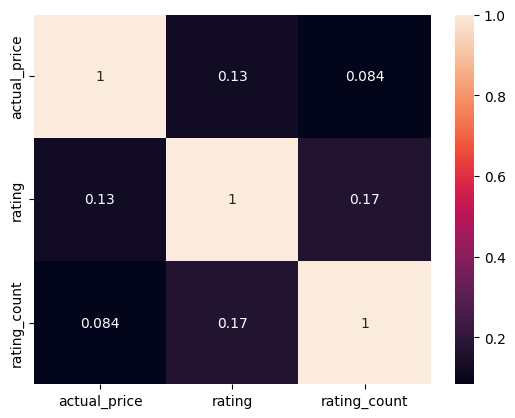 actual_price
1
0.13
0.084
rating
0.13
1
0.17
rating_count
0.084
0.17
1
actual_price
rating
rating_count
1.0
0.8
0.6
0.4
0.2